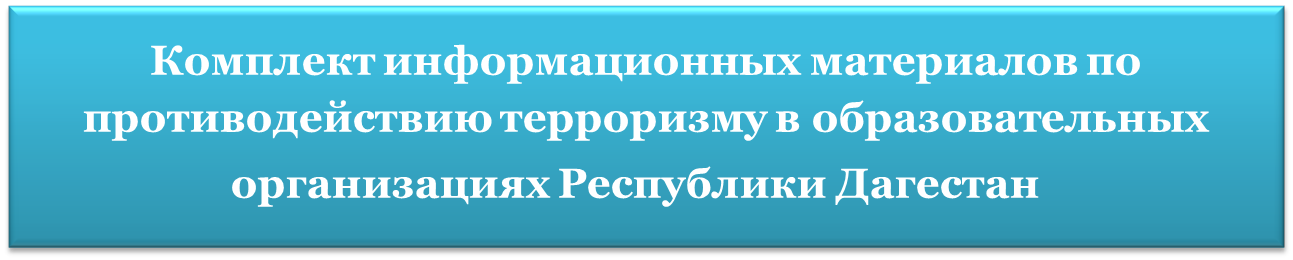 Комплект информационных материалов по
противодействию терроризму в образовательных
организациях Республики Дагестан